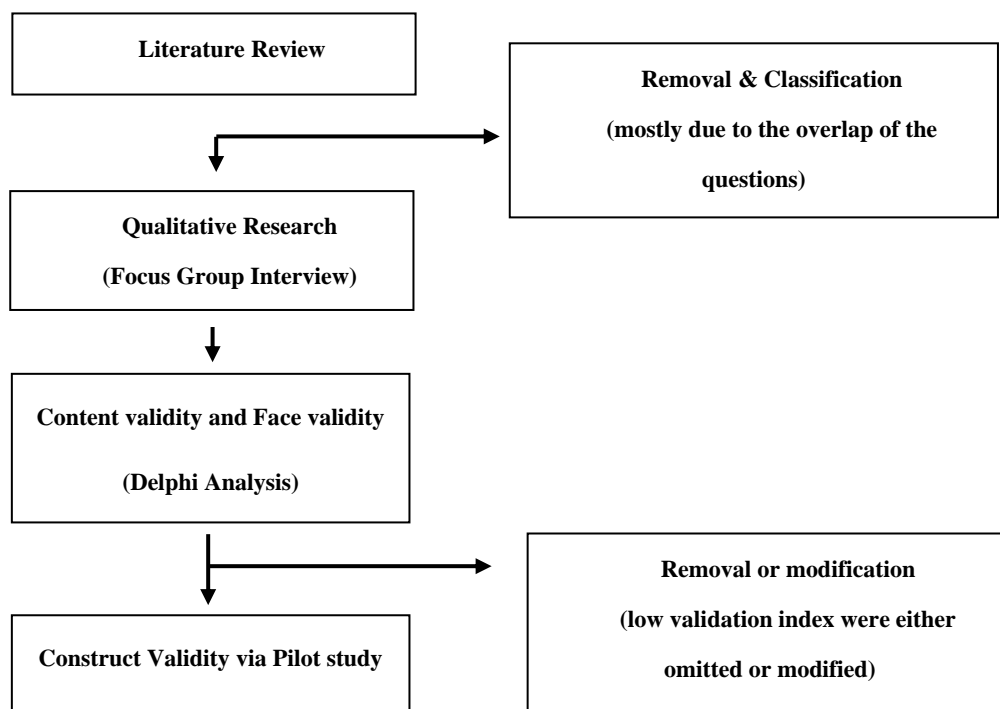 Literature Review
Removal & Classification
(mostly due to the overlap of the
questions)
Qualitative Research
(Focus Group Interview)
Content validity and Face validity
(Delphi Analysis)
Removal or modification
(low validation index were either
omitted or modified)
Construct Validity via Pilot study